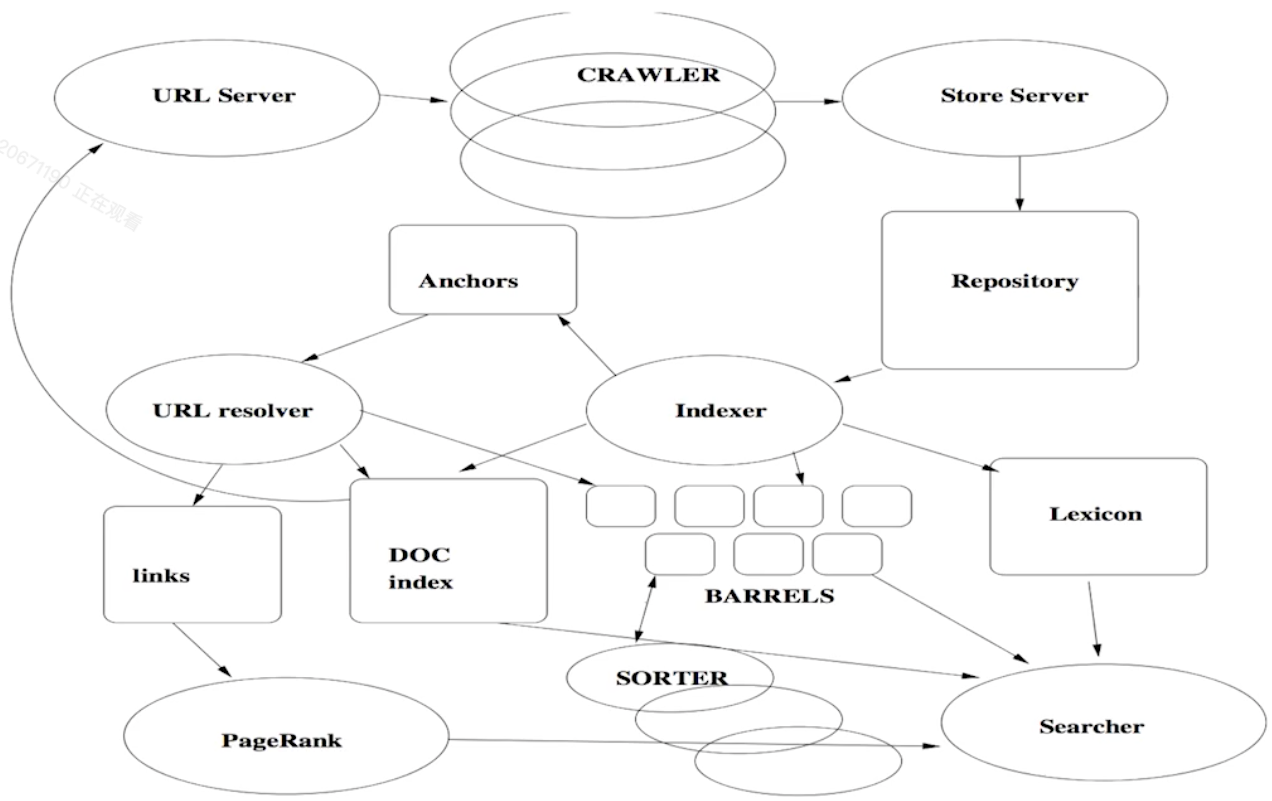 URL Server
CRAWLER
Store Server
20671190 正在观看
Anchors
Repository
URL resolver
Indexer
Lexicon
DOC
index
links
BARRELS
SORTER
PageRank
Searcher